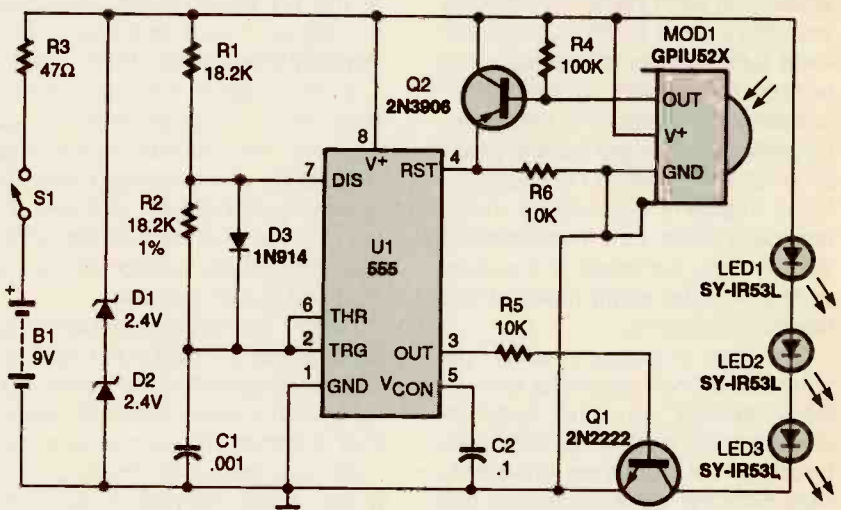 R3
47Ω
R1
18.2K
Q2
2N3906
R4
100K
MOD1
GPIU52X
OUT
V+
GND
8
V+
4
RST
7
DIS
R6
10K
S1
R2
18.2K
1%
D3
1N914
U1
555
LED1
SY-IR53L
+
B1
9V
D1
2.4V
6
THR
2
TRG
OUT
3
R5
10K
LED2
SY-IR53L
D2
2.4V
1
GND
VCON
5
Q1
2N2222
LED3
SY-IR53L
C1
.001
C2
.1